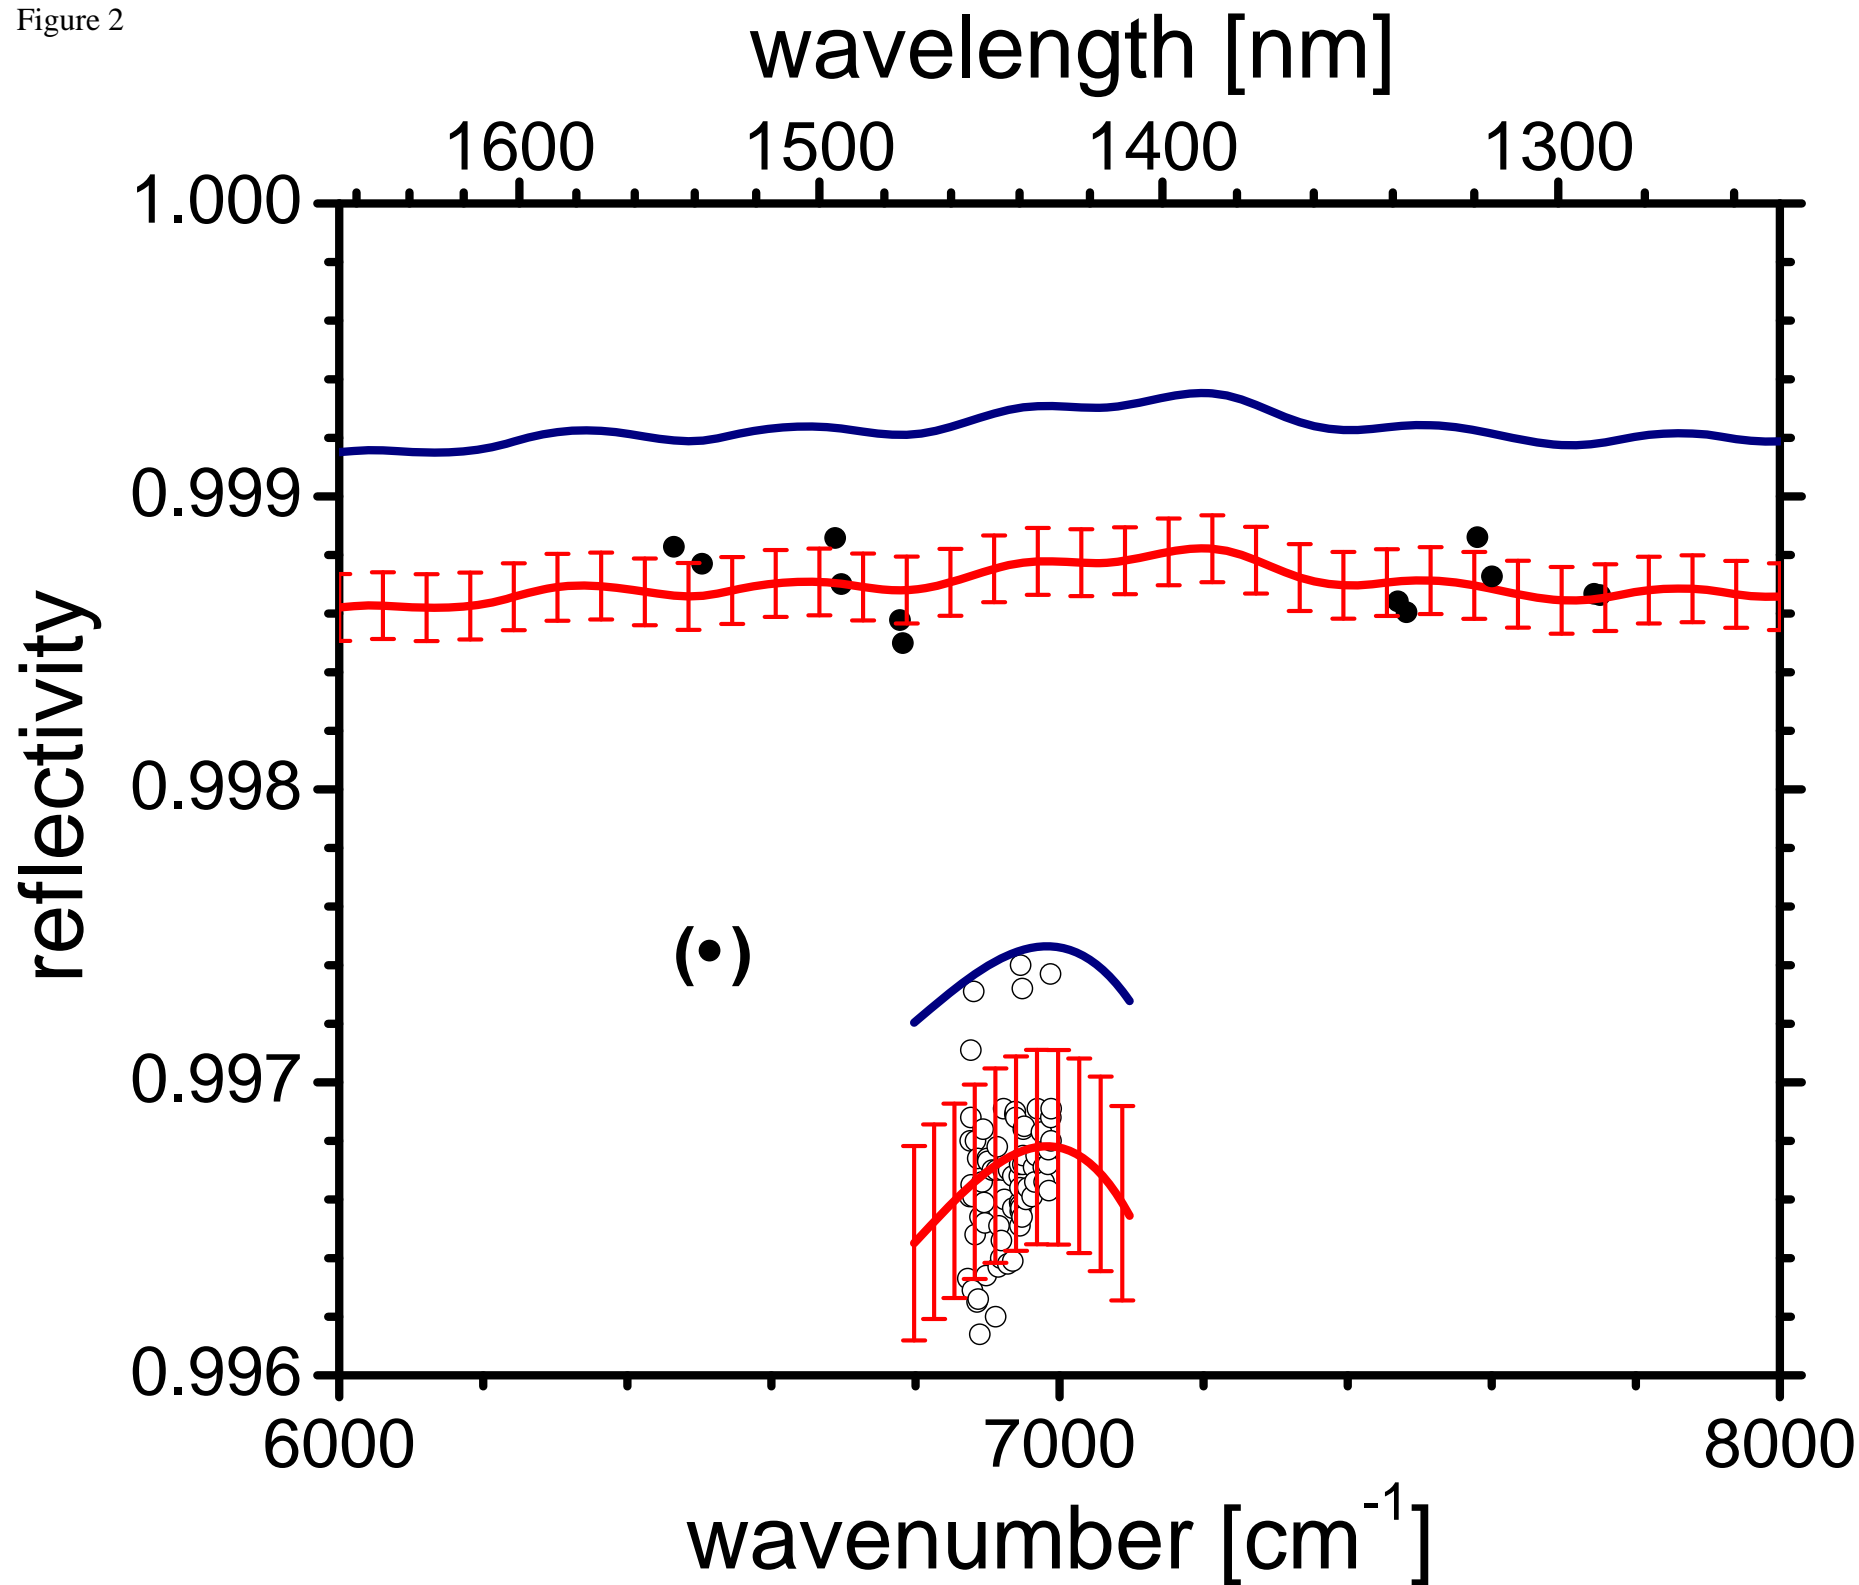 Figure 2
wavelength [nm]
1600 1500 1400 1300
1.000
0.999
0.998
0.997
0.996
reflectivity
(•)
6000 7000 8000
wavenumber [cm-1]